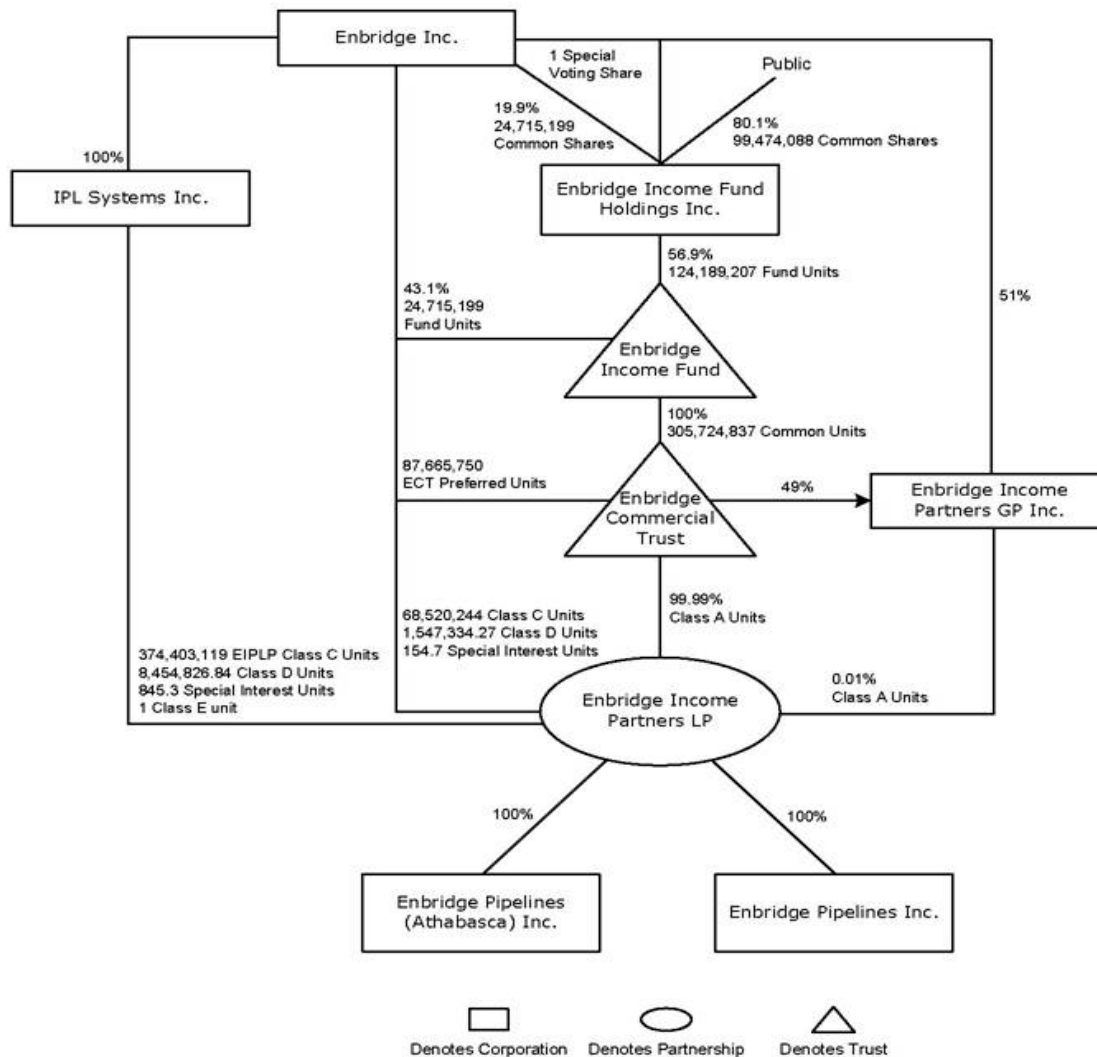 Enbridge Inc.
1 Special
Voting Share
Public
19.9%
24,715,199
Common Shares
80.1%
99,474,088 Common Shares
100%
IPL Systems Inc.
Enbridge Income Fund
Holdings Inc.
56.9%
124,189,207 Fund Units
43.1%
24,715,199
Fund Units
51%
Enbridge
Income Fund
100%
305,724,837 Common Units
87,665,750
ECT Preferred Units
Enbridge
Commercial
Trust
49%
Enbridge Income
Partners GP Inc.
99.99%
Class A Units
68,520,244 Class C Units
1,547,334.27 Class D Units
154.7 Special Interest Units
374,403,119 EIPLP Class C Units
8,454,826.84 Class D Units
845.3 Special Interest Units
1 Class E unit
Enbridge Income
Partners LP
0.01%
Class A Units
100%
100%
Enbridge Pipelines
(Athabasca) Inc.
Enbridge Pipelines Inc.
Denotes Corporation
Denotes Partnership
Denotes Trust